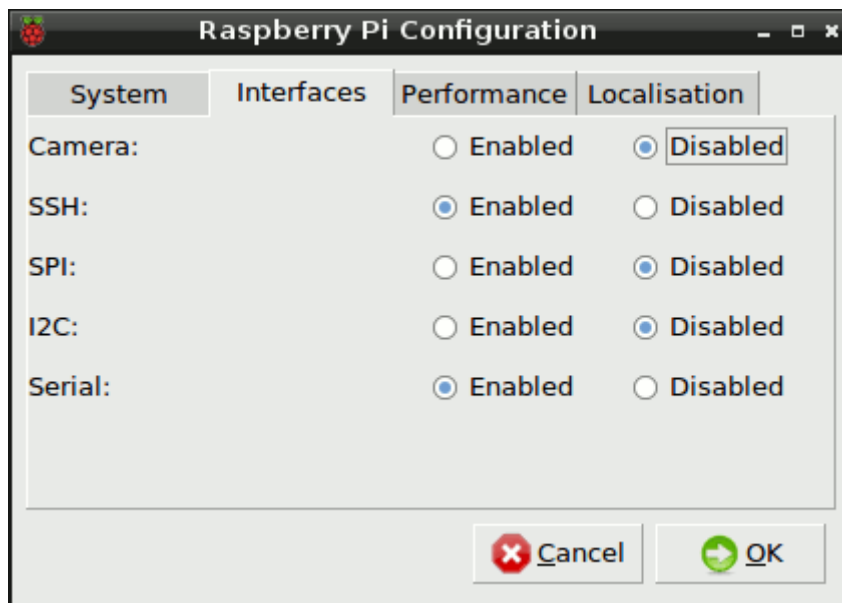 Raspberry Pi Configuration
System Interfaces Performance Localisation
Camera: Enabled Disabled
SSH: Enabled Disabled
SPI: Enabled Disabled
I2C: Enabled Disabled
Serial: Enabled Disabled
Cancel OK